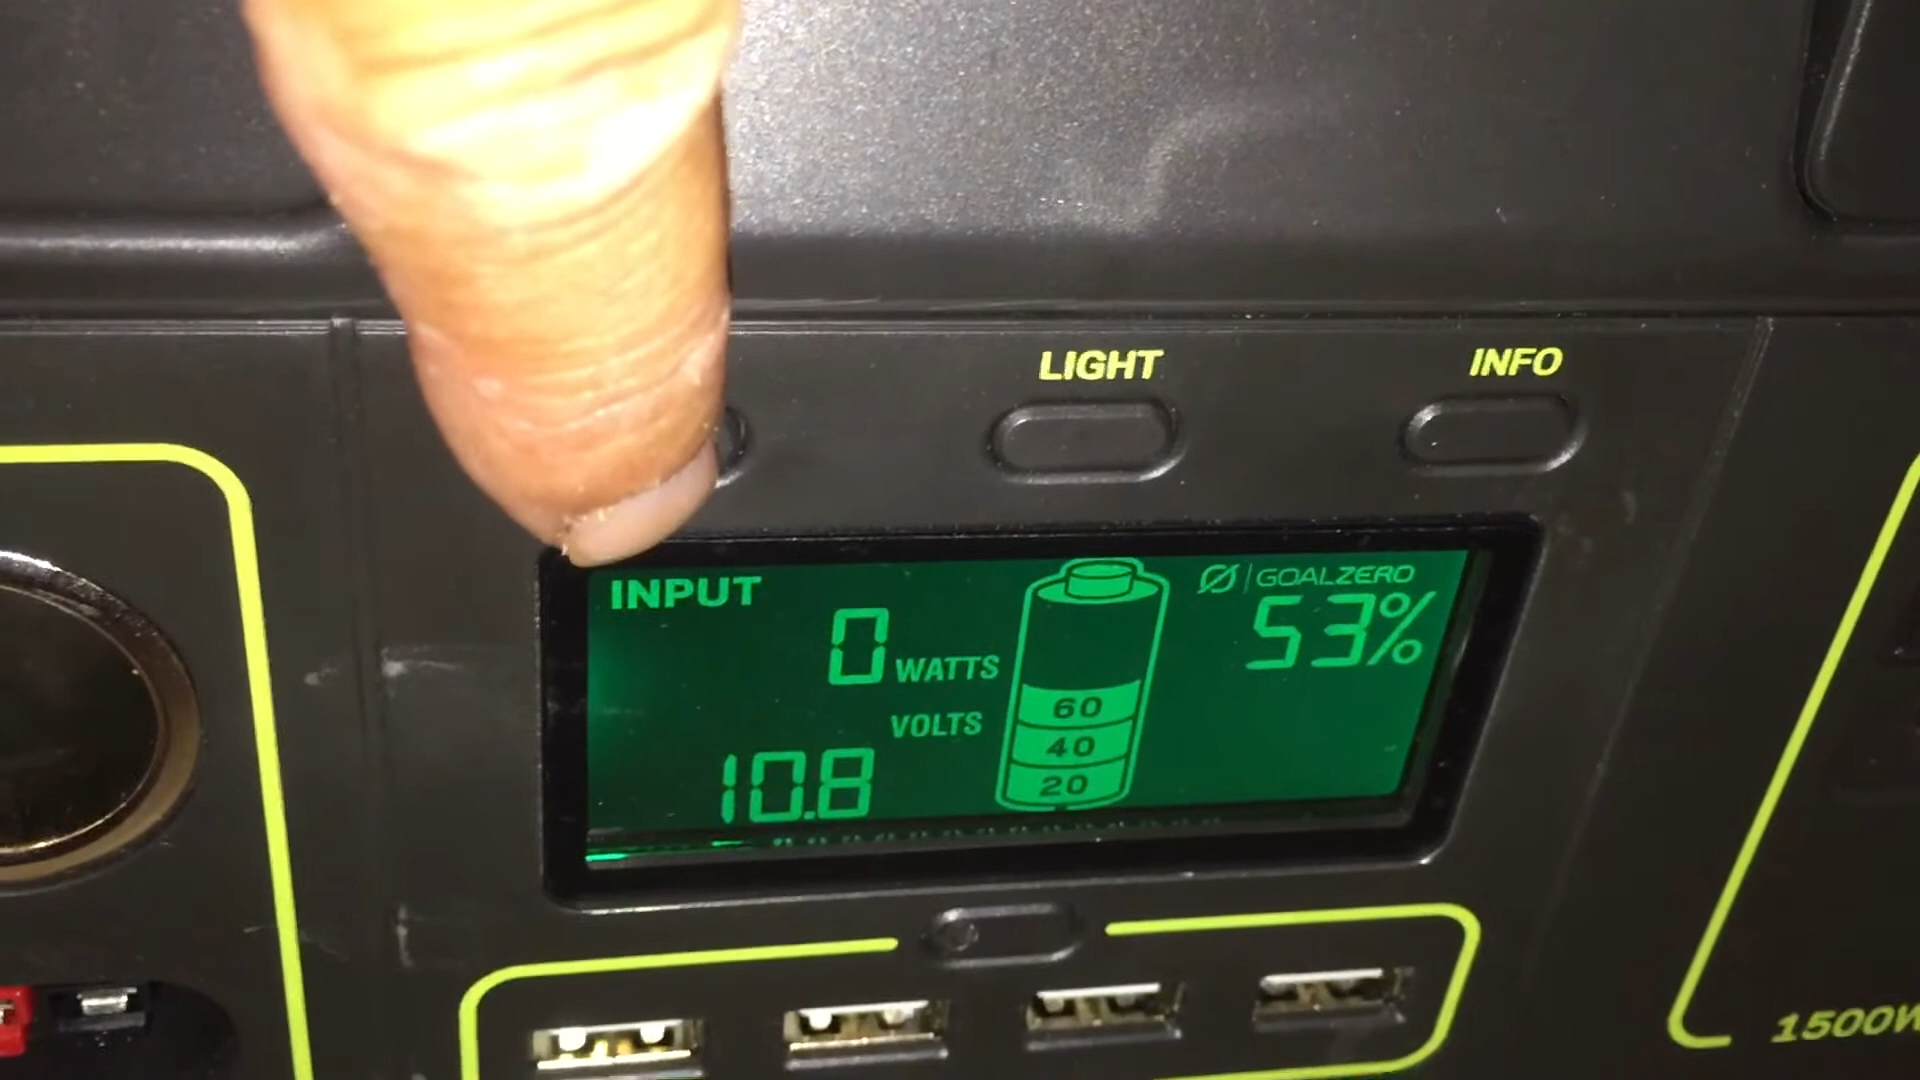 LIGHT
INFO
INPUT
GOALZERO
0 WATTS
53%
VOLTS
10.8
60
40
20
1500W